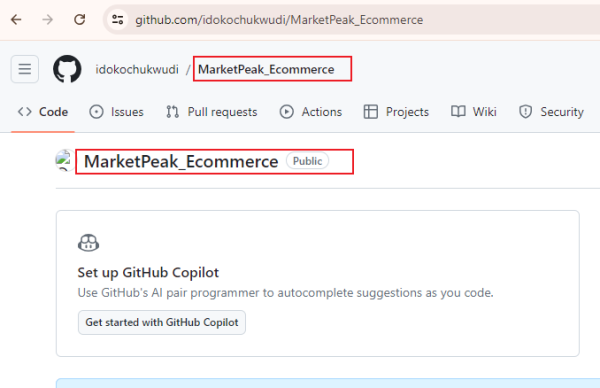 github.com/idokochukwudi/MarketPeak_Ecommerce
idokochukwudi / MarketPeak_Ecommerce
<> Code Issues Pull requests Actions Projects Wiki Security
MarketPeak_Ecommerce Public
Set up GitHub Copilot
Use GitHub's AI pair programmer to autocomplete suggestions as you code.
Get started with GitHub Copilot